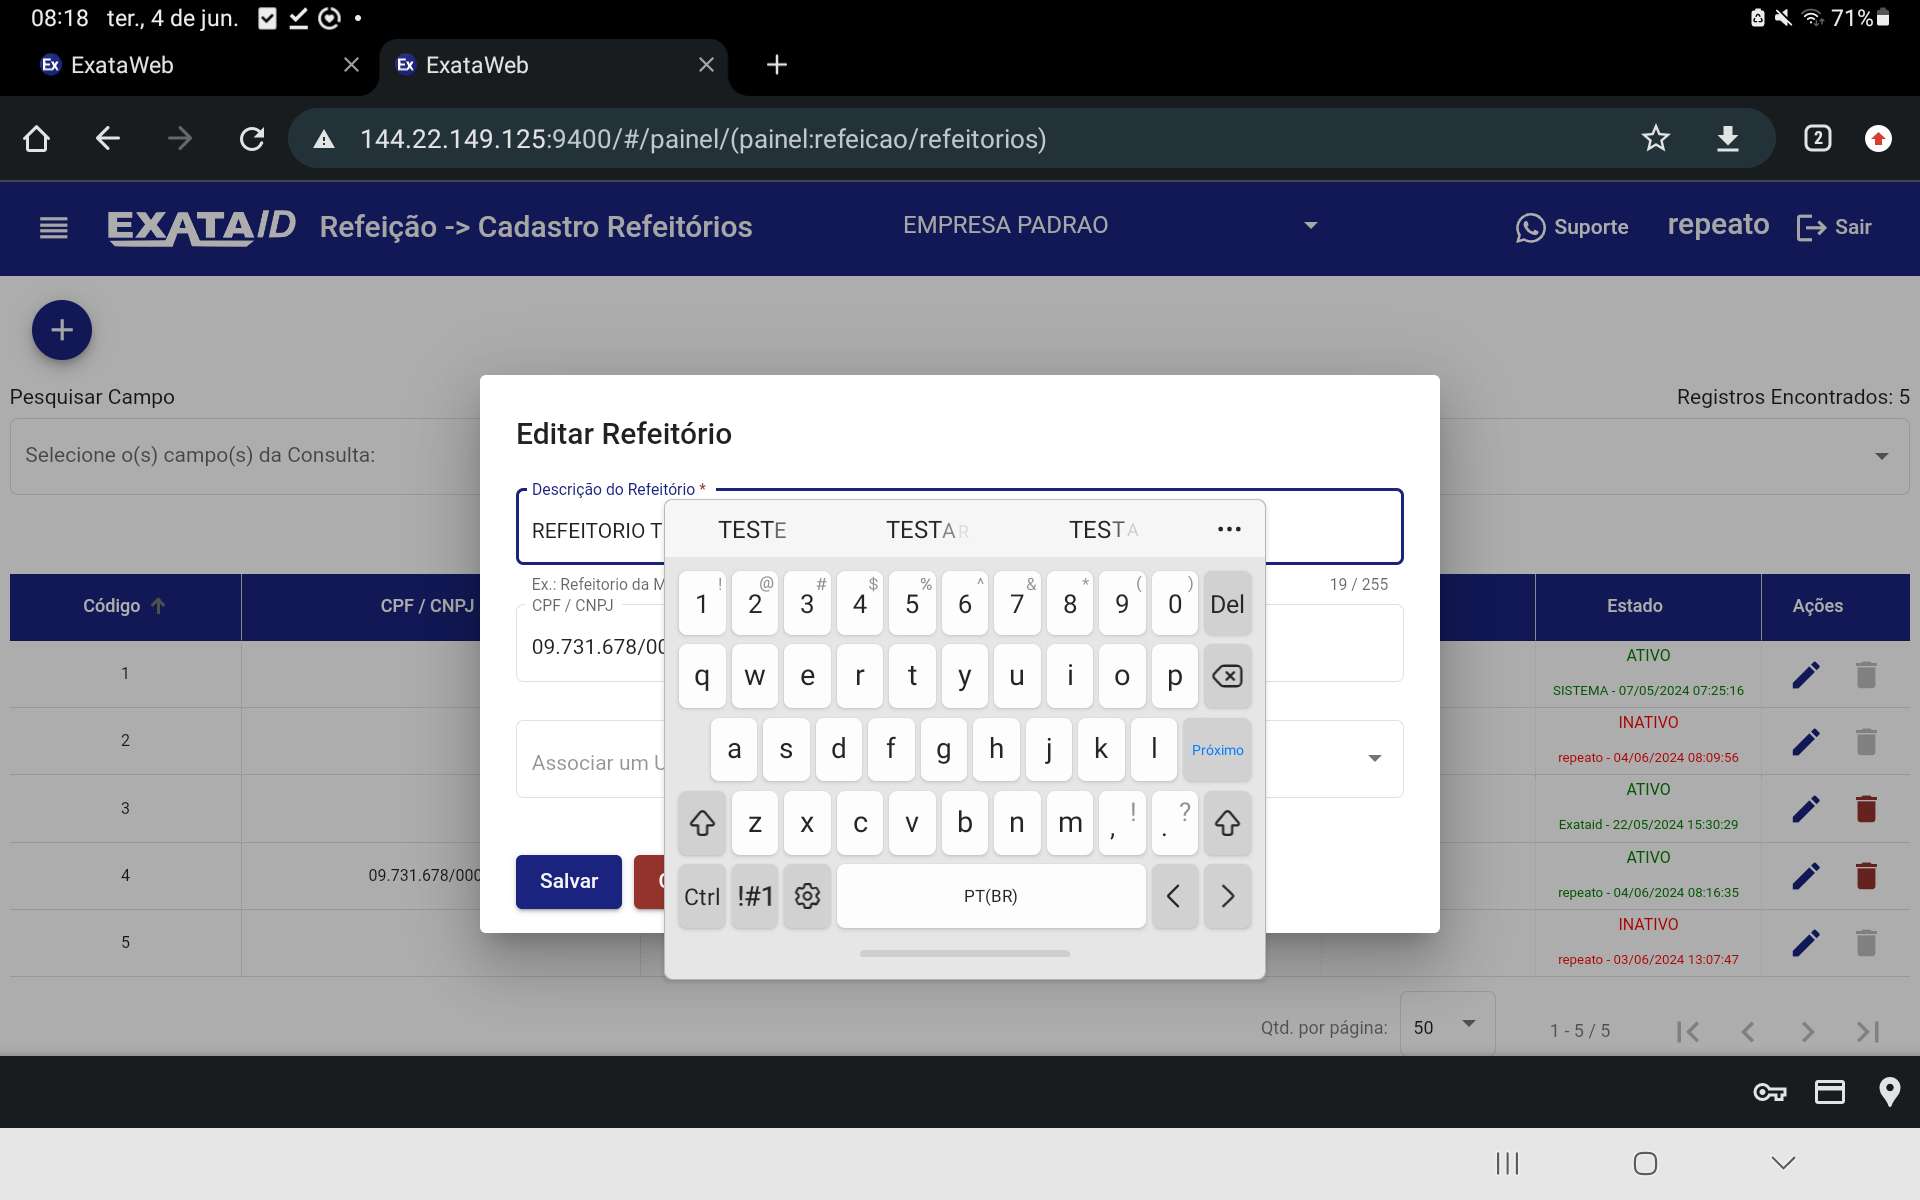 08:18 ter., 4 de jun. 71%
Ex ExataWeb Ex ExataWeb
144.22.149.125:9400/#/painel/(painel:refeicao/refeitorios) 2
EXATAID Refeição -> Cadastro Refeitórios EMPRESA PADRAO Suporte repeato Sair
Pesquisar Campo Registros Encontrados: 5
Selecione o(s) campo(s) da Consulta:
Editar Refeitório
Descrição do Refeitório *
REFEITORIO T
Ex.: Refeitorio da M 19 / 255
CPF / CNPJ
09.731.678/00
Associar um U
Salvar
TESTE TESTAR TESTA
1 ! 2 @ 3 # 4 $ 5 % 6 ^ 7 & 8 * 9 ( 0 ) Del
q w e r t y u i o p
a s d f g h j k l Próximo
z x c v b n m , ! . ?
Ctrl !#1 PT(BR)
Código CPF / CNPJ Estado Ações
1 ATIVO
SISTEMA - 07/05/2024 07:25:16
2 INATIVO
repeato - 04/06/2024 08:09:56
3 ATIVO
Exataid - 22/05/2024 15:30:29
4 09.731.678/000 ATIVO
repeato - 04/06/2024 08:16:35
5 INATIVO
repeato - 03/06/2024 13:07:47
Qtd. por página: 50 1 - 5 / 5